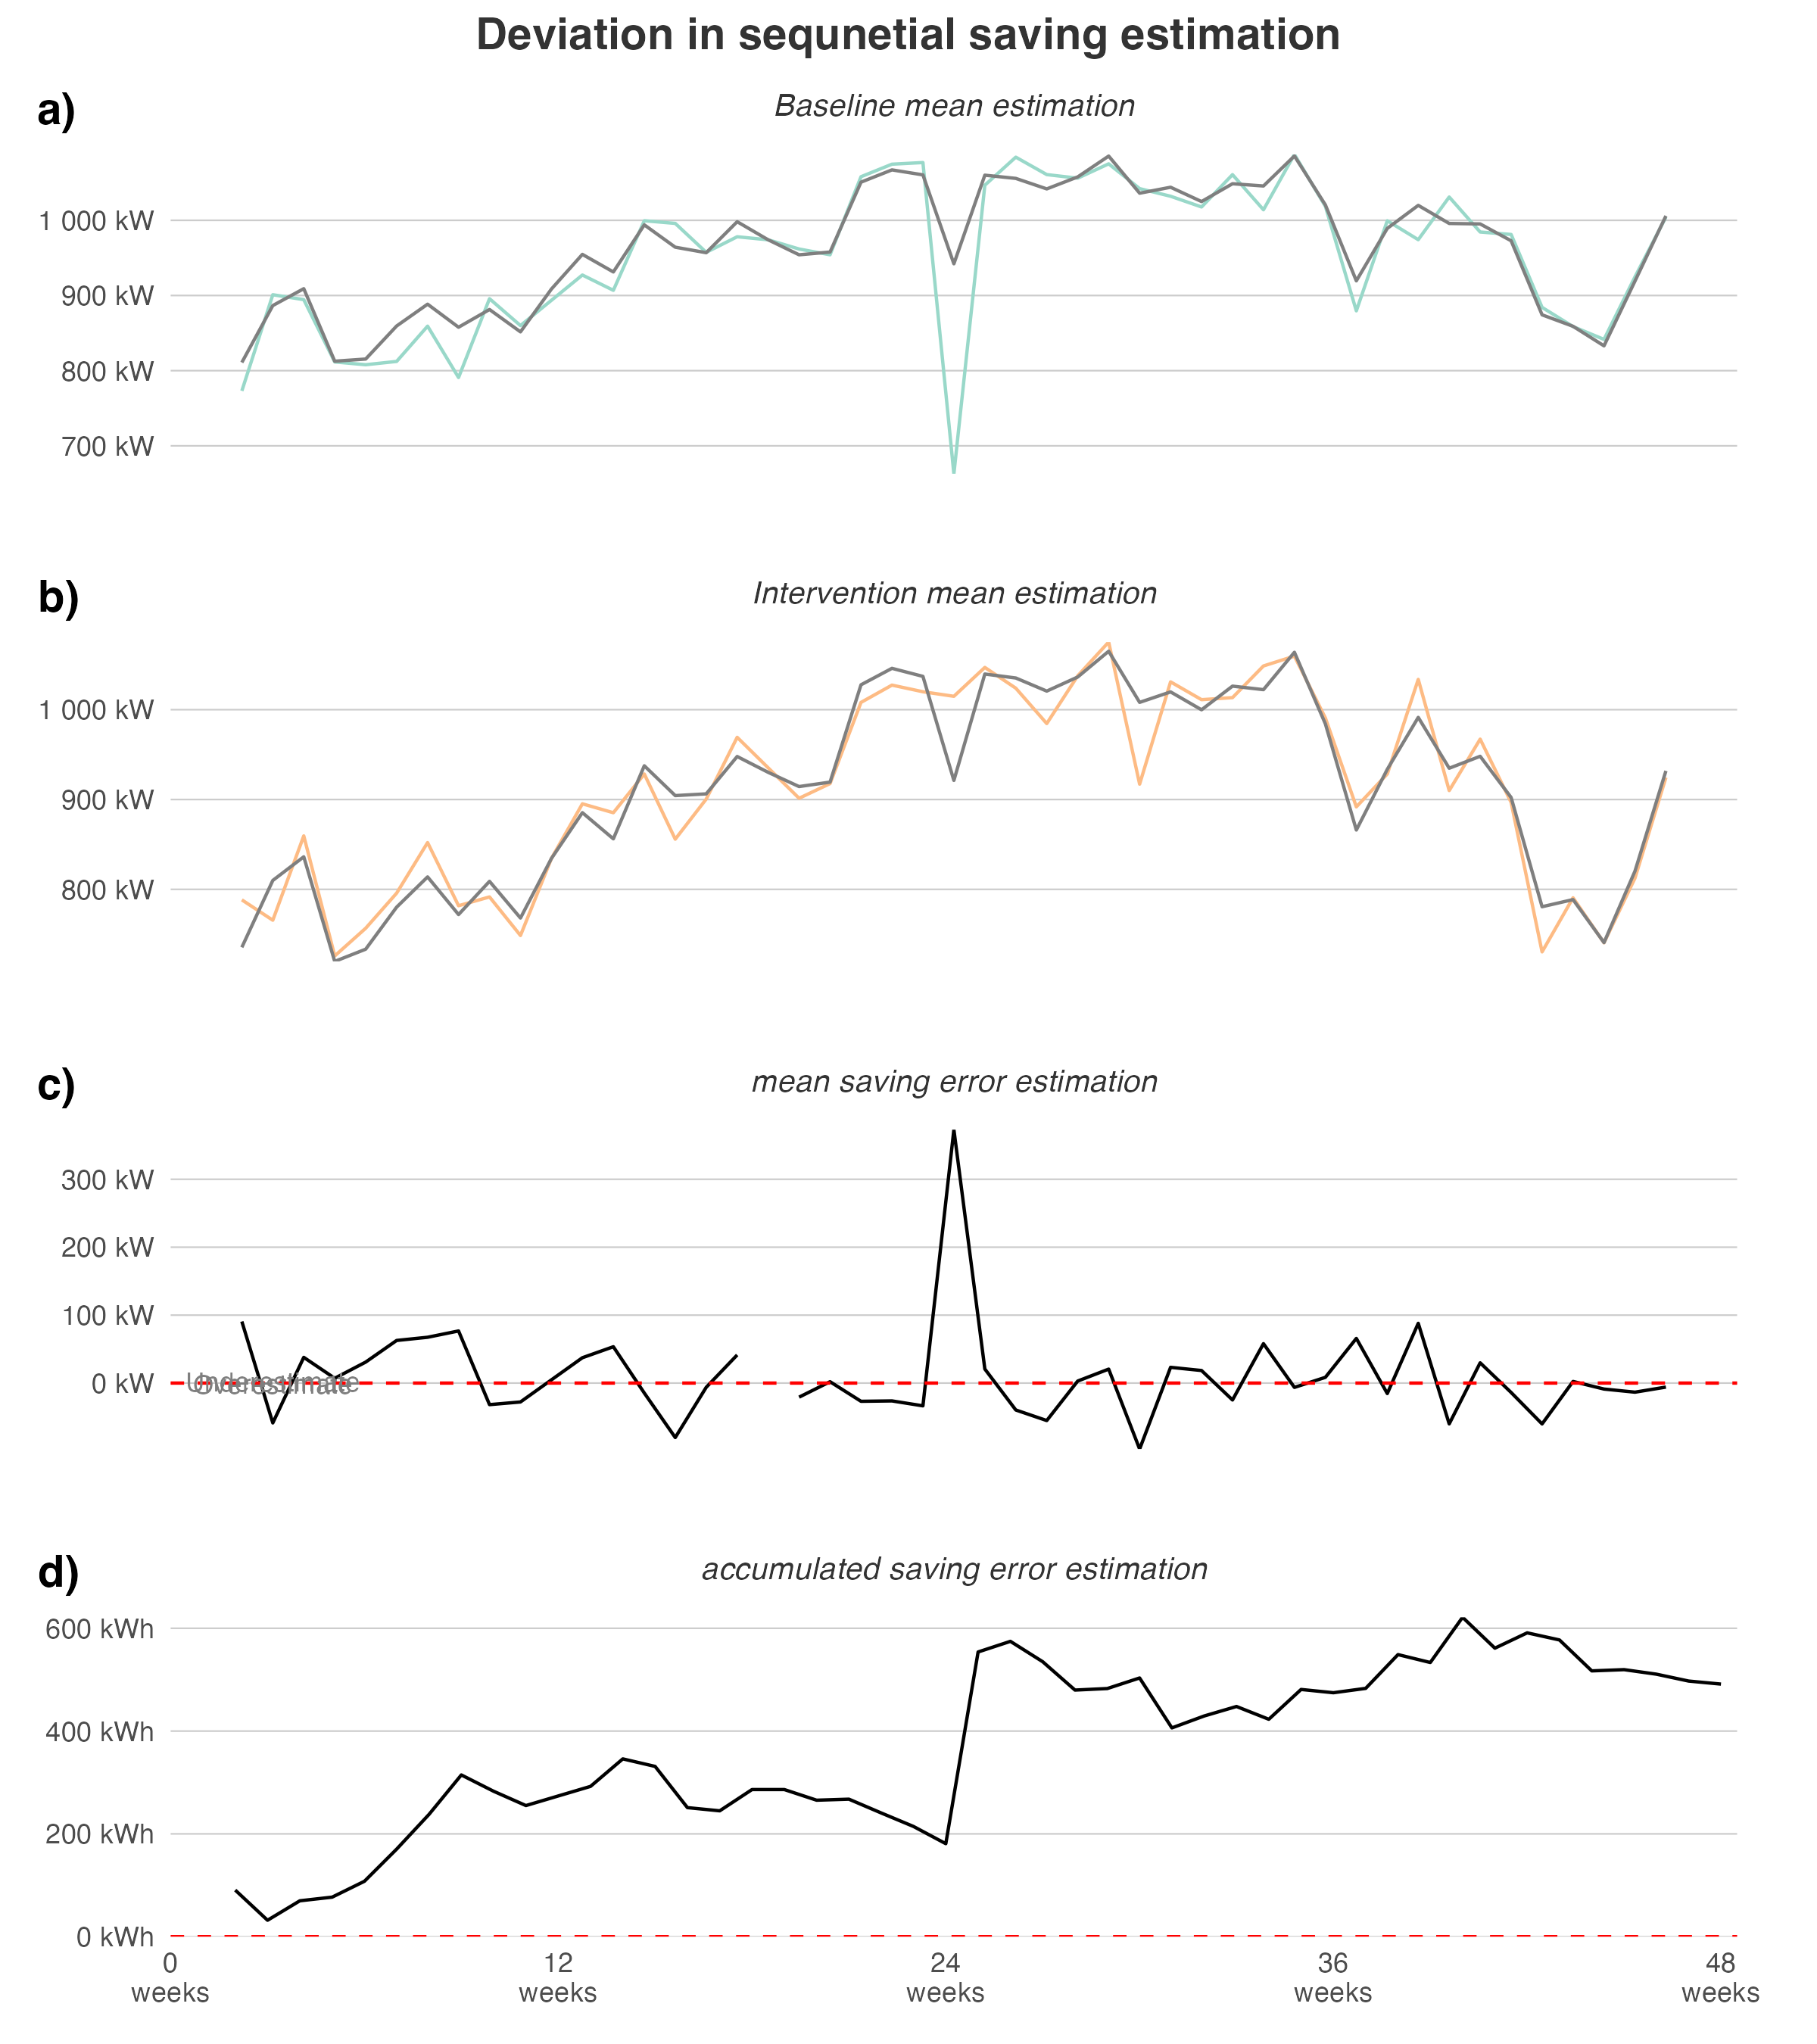 Deviation in sequnetial saving estimation
a)
Baseline mean estimation
1 000 kW
900 kW
800 kW
700 kW
b)
Intervention mean estimation
1 000 kW
900 kW
800 kW
c)
mean saving error estimation
300 kW
200 kW
100 kW
0 kW
Underestimate
Overestimate
d)
accumulated saving error estimation
600 kWh
400 kWh
200 kWh
0 kWh
0 12 24 36 48
weeks weeks weeks weeks weeks